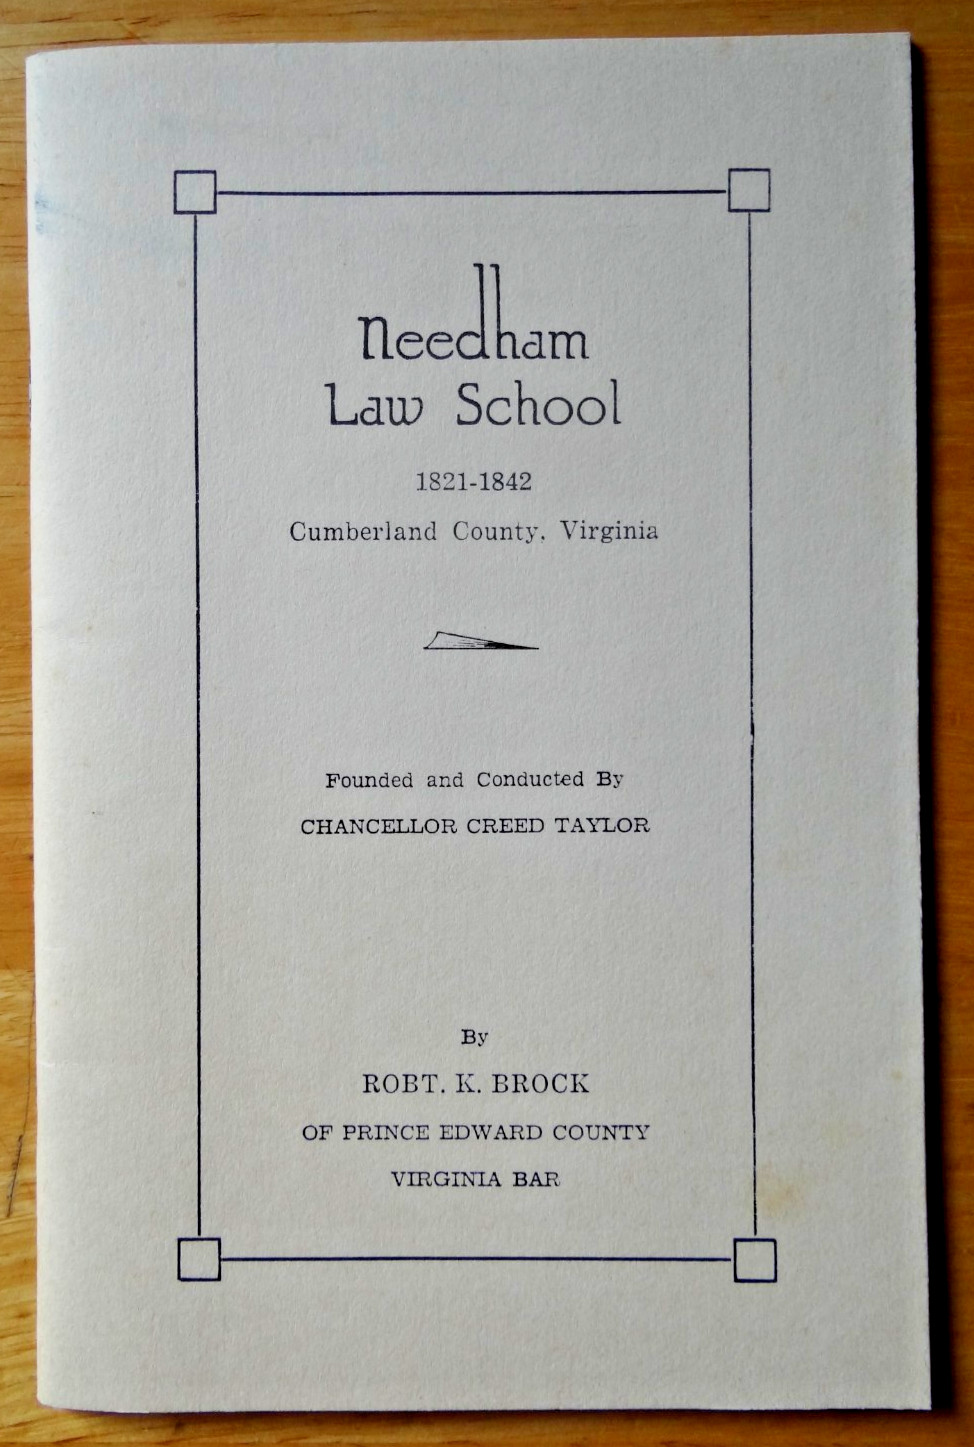 Needham
Law School
1821-1842
Cumberland County, Virginia
Founded and Conducted By
CHANCELLOR CREED TAYLOR
By
ROBT. K. BROCK
OF PRINCE EDWARD COUNTY
VIRGINIA BAR